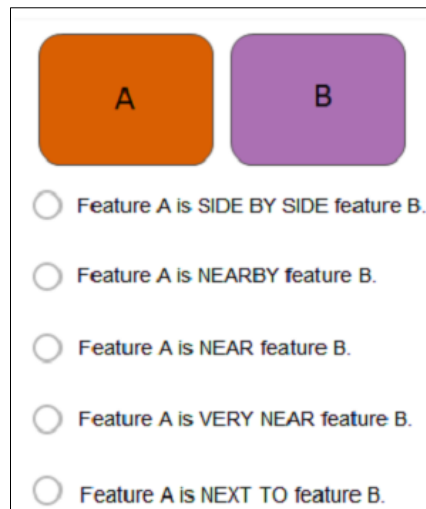 A B
Feature A is SIDE BY SIDE feature B.
Feature A is NEARBY feature B.
Feature A is NEAR feature B.
Feature A is VERY NEAR feature B.
Feature A is NEXT TO feature B.